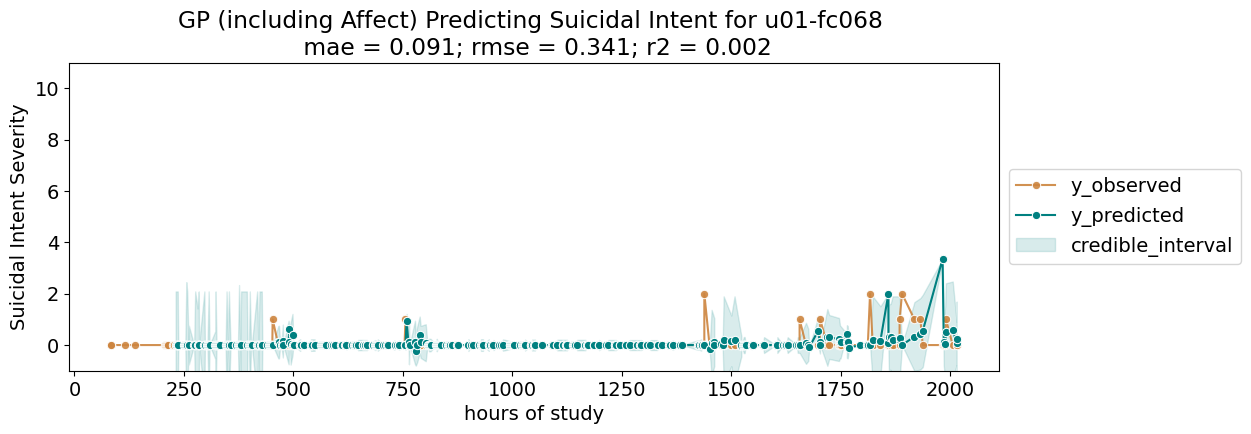 GP (including Affect) Predicting Suicidal Intent for u01-fc068
mae = 0.091; rmse = 0.341; r2 = 0.002
Suicidal Intent Severity
10
8
6
4
2
0
0 250 500 750 1000 1250 1500 1750 2000
hours of study
y_observed
y_predicted
credible_interval